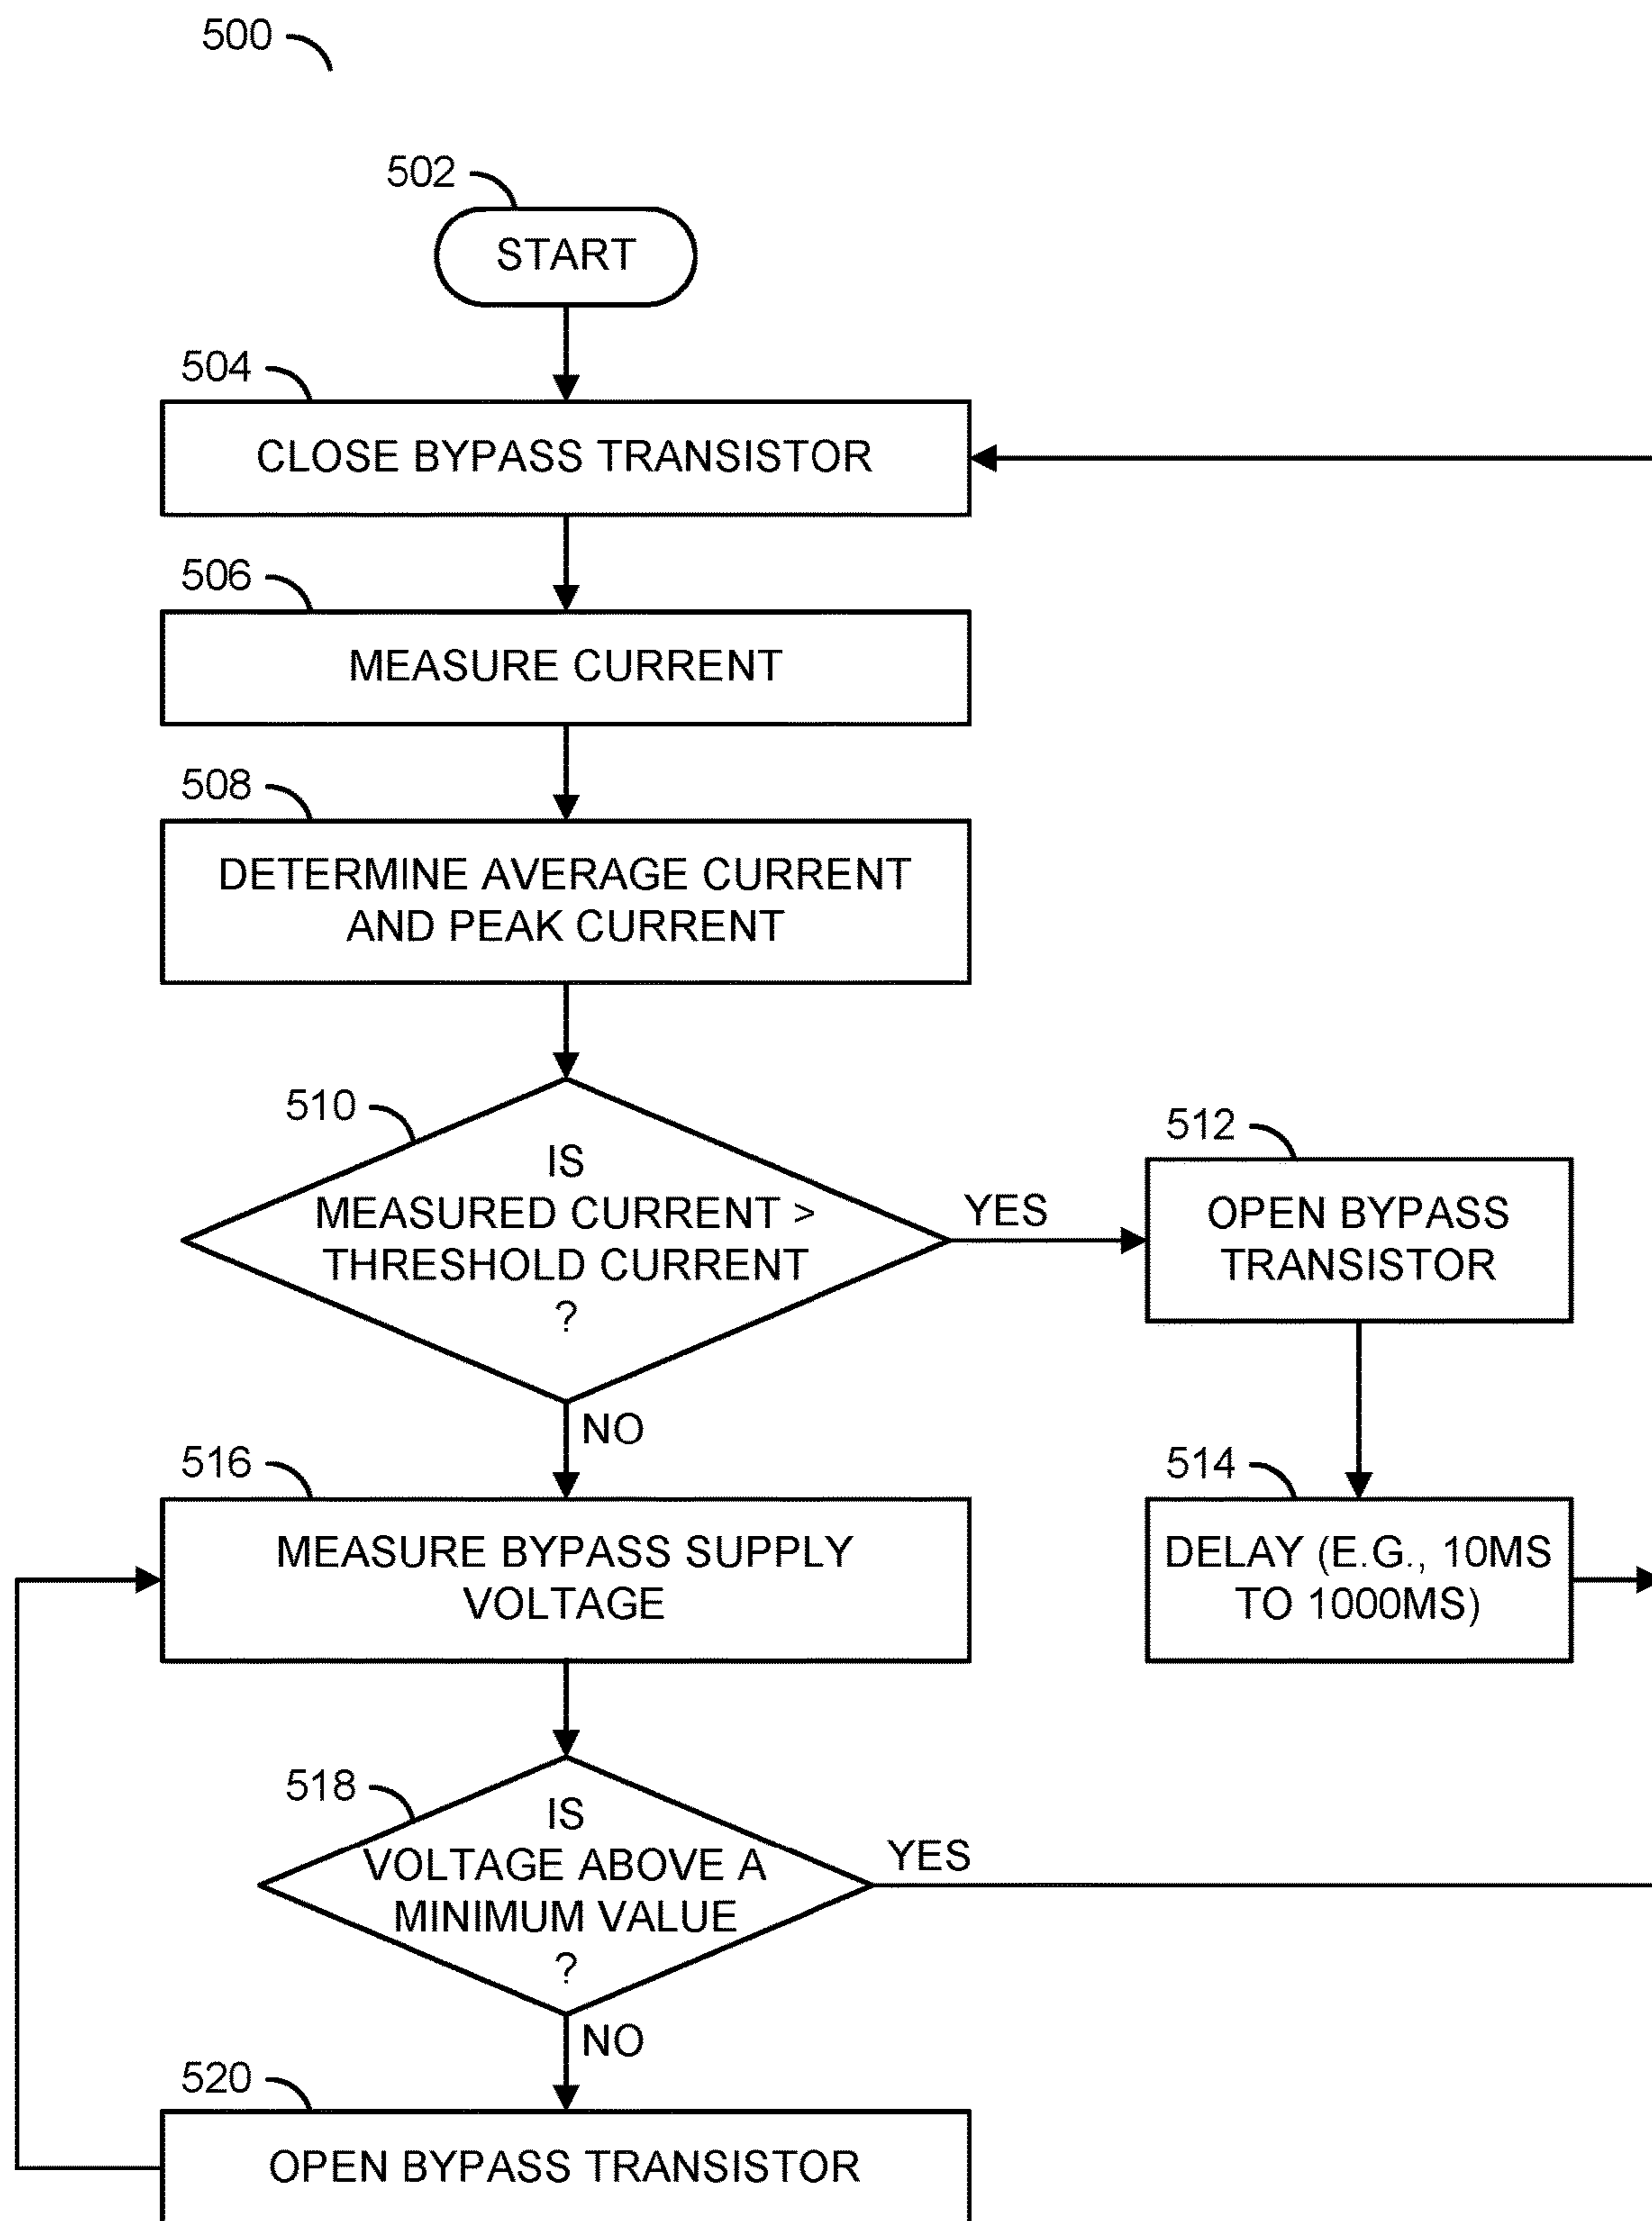 500
502
START
504
CLOSE BYPASS TRANSISTOR
506
MEASURE CURRENT
508
DETERMINE AVERAGE CURRENT
AND PEAK CURRENT
510
IS
MEASURED CURRENT >
THRESHOLD CURRENT
?
YES
512
OPEN BYPASS
TRANSISTOR
NO
514
DELAY (E.G., 10MS
TO 1000MS)
516
MEASURE BYPASS SUPPLY
VOLTAGE
518
IS
VOLTAGE ABOVE A
MINIMUM VALUE
?
YES
NO
520
OPEN BYPASS TRANSISTOR